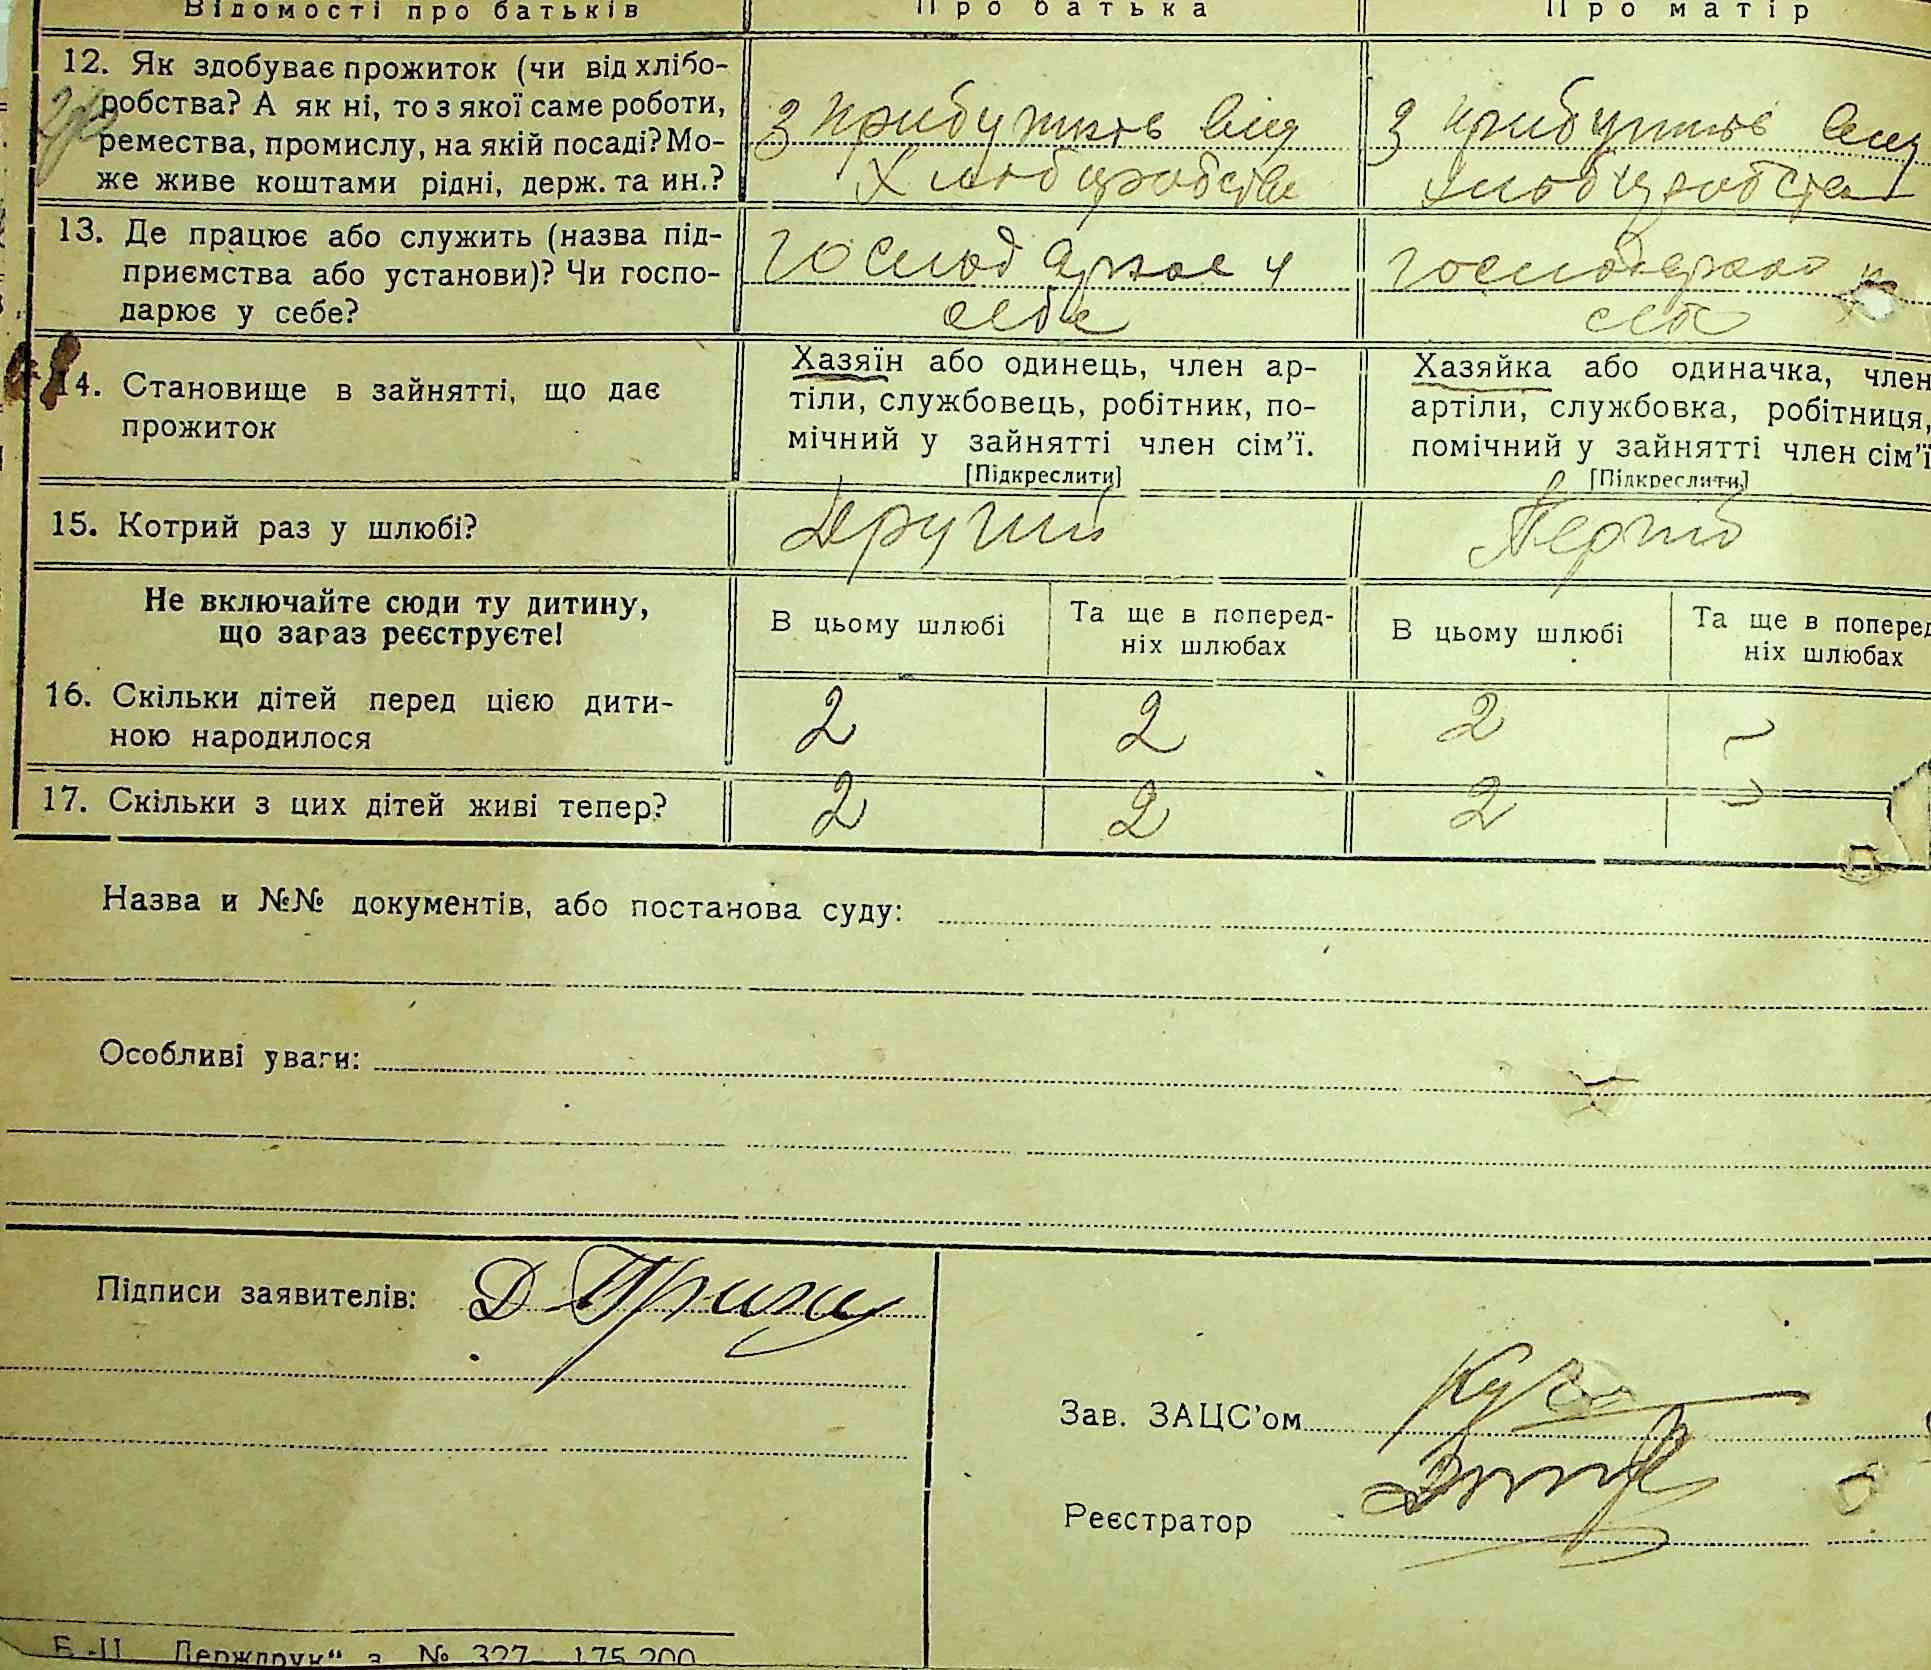 Відомості про батьків
Про батька
Про матір
12. Як здобуває прожиток (чи від хлібо-
робства? А як ні, то з якої саме роботи,
ремества, промислу, на якій посаді? Мо-
же живе коштами рідні, держ. та ин.?
з прибутків від
з прибутків від
13. Де працює або служить (назва під-
приємства або установи)? Чи госпо-
дарює у себе?
господарює у
себе
у
себе
14. Становище в зайнятті, що дає
прожиток
Хазяїн або одинець, член ар-
тіли, службовець, робітник, по-
мічний у зайнятті член сім’ї.
[Підкреслити]
Хазяйка або одиначка, член
артіли, службовка, робітниця,
помічний у зайнятті член сім’ї
[Підкреслити]
15. Котрий раз у шлюбі?
Другий
Не включайте сюди ту дитину,
що зараз реєструєте!
В цьому шлюбі
Та ще в поперед-
ніх шлюбах
В цьому шлюбі
Та ще в поперед
ніх шлюбах
16. Скільки дітей перед цією дити-
ною народилося
2
2
2
–
17. Скільки з цих дітей живі тепер?
2
2
2
–
Назва и №№ документів, або постанова суду:
Особливі уваги:
Підписи заявителів:
Зав. ЗАЦС’ом
Реєстратор
Б.-Ц. „Держдрук“ з. № 327—175.200